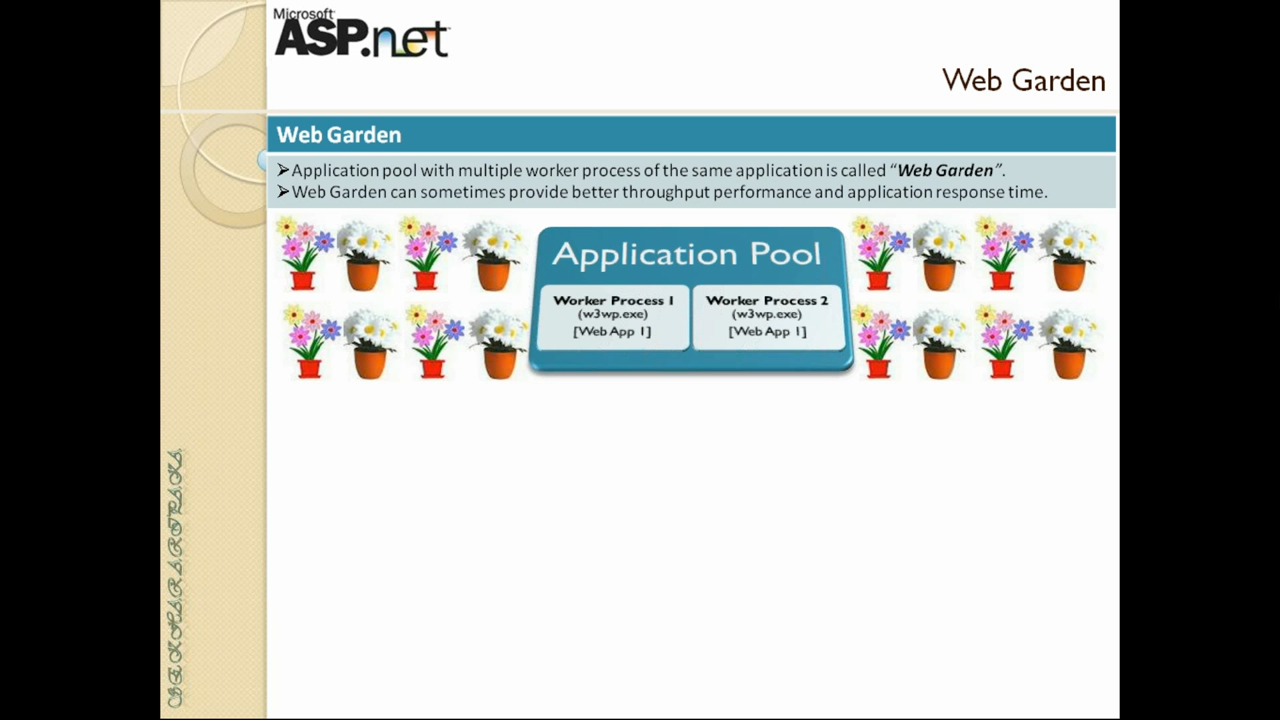 Microsoft
ASP.net
Web Garden
Web Garden
➢Application pool with multiple worker process of the same application is called “Web Garden”.
➢Web Garden can sometimes provide better throughput performance and application response time.
Application Pool
Worker Process 1
(w3wp.exe)
[Web App 1]
Worker Process 2
(w3wp.exe)
[Web App 1]